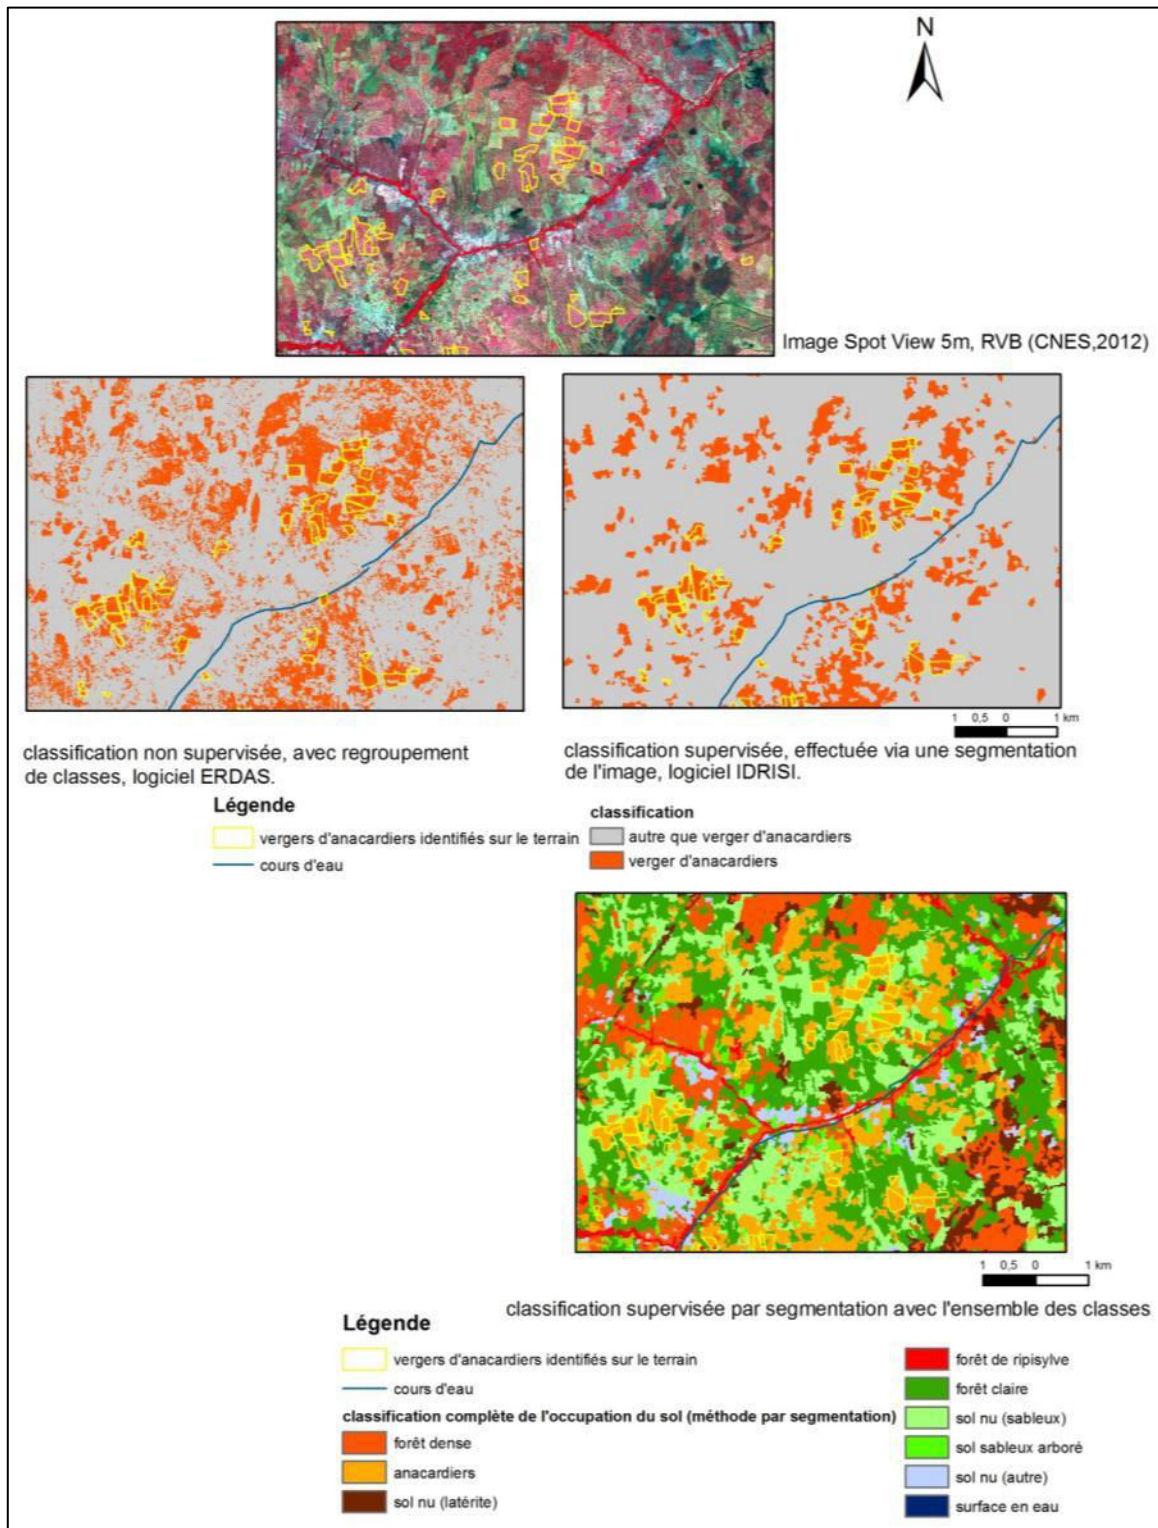 N
Image Spot View 5m, RVB (CNES,2012)
1 0,5 0 1 km
classification non supervisée, avec regroupement
de classes, logiciel ERDAS.
classification supervisée, effectuée via une segmentation
de l'image, logiciel IDRISI.
Légende
vergers d'anacardiers identifiés sur le terrain
cours d'eau
classification
autre que verger d'anacardiers
verger d'anacardiers
1 0,5 0 1 km
classification supervisée par segmentation avec l'ensemble des classes
Légende
vergers d'anacardiers identifiés sur le terrain
cours d'eau
classification complète de l'occupation du sol (méthode par segmentation)
forêt dense
anacardiers
sol nu (latérite)
forêt de ripisylve
forêt claire
sol nu (sableux)
sol sableux arboré
sol nu (autre)
surface en eau